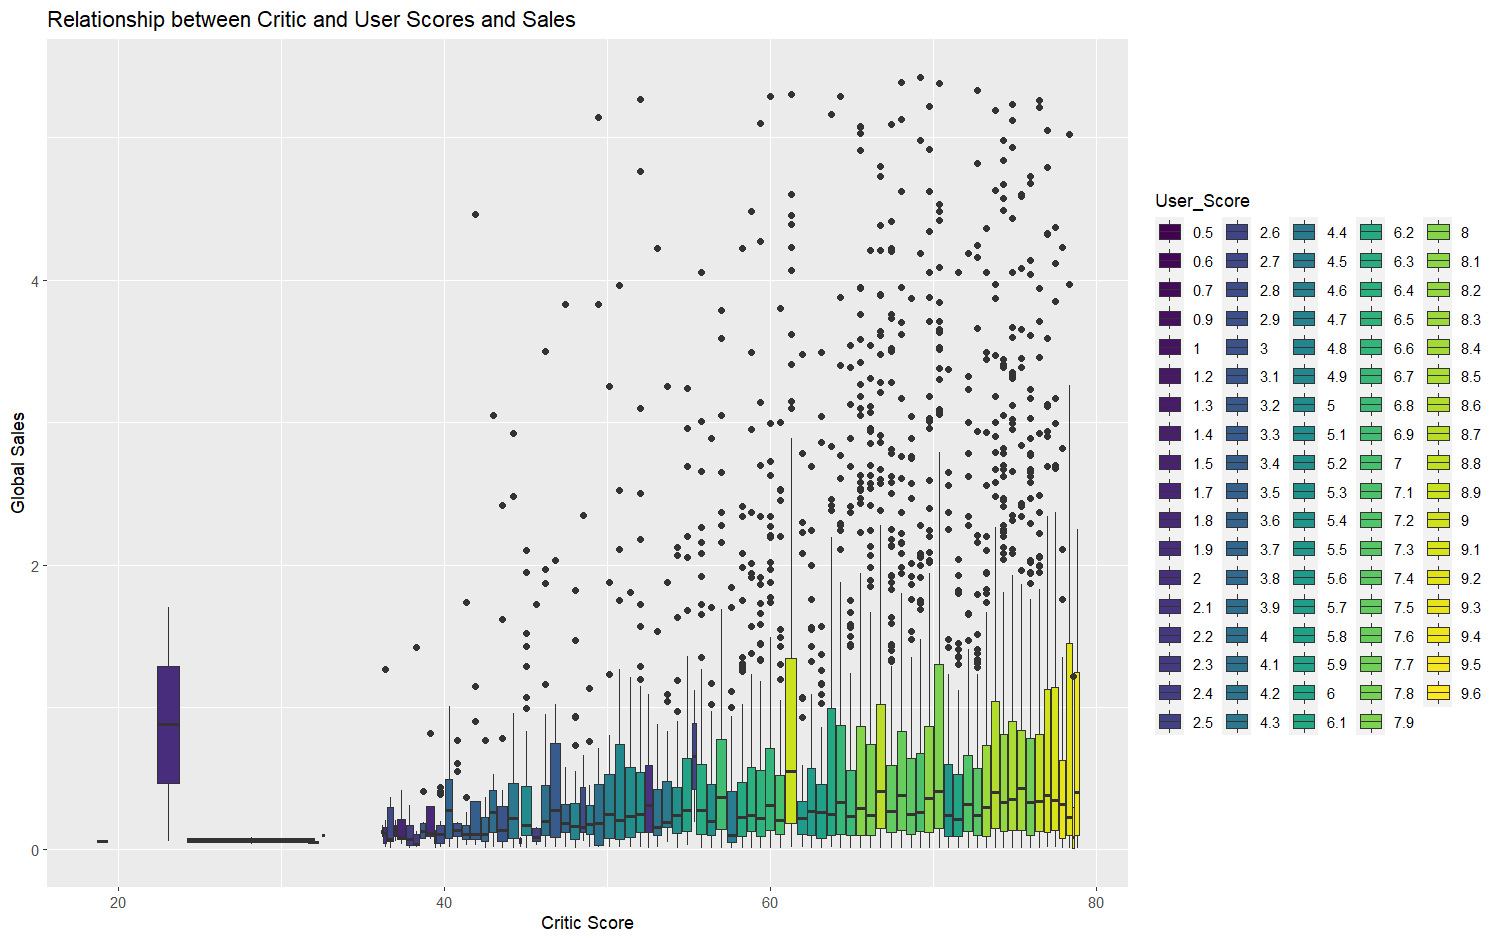 Relationship between Critic and User Scores and Sales
Global Sales
4
2
0
20 40 60 80
Critic Score
User_Score
0.5 2.6 4.4 6.2 8
0.6 2.7 4.5 6.3 8.1
0.7 2.8 4.6 6.4 8.2
0.9 2.9 4.7 6.5 8.3
1 3 4.8 6.6 8.4
1.2 3.1 4.9 6.7 8.5
1.3 3.2 5 6.8 8.6
1.4 3.3 5.1 6.9 8.7
1.5 3.4 5.2 7 8.8
1.7 3.5 5.3 7.1 8.9
1.8 3.6 5.4 7.2 9
1.9 3.7 5.5 7.3 9.1
2 3.8 5.6 7.4 9.2
2.1 3.9 5.7 7.5 9.3
2.2 4 5.8 7.6 9.4
2.3 4.1 5.9 7.7 9.5
2.4 4.2 6 7.8 9.6
2.5 4.3 6.1 7.9